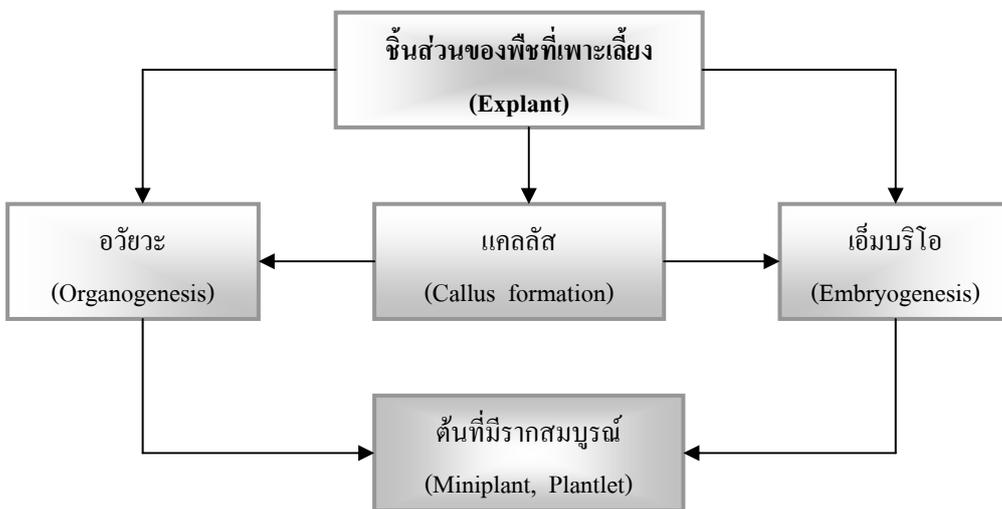 ชิ้นส่วนของพืชที่เพาะเลี้ยง
(Explant)
อวัยวะ
(Organogenesis)
แคลลัส
(Callus formation)
เอ็มบริโอ
(Embryogenesis)
ต้นที่มีรากสมบูรณ์
(Miniplant, Plantlet)